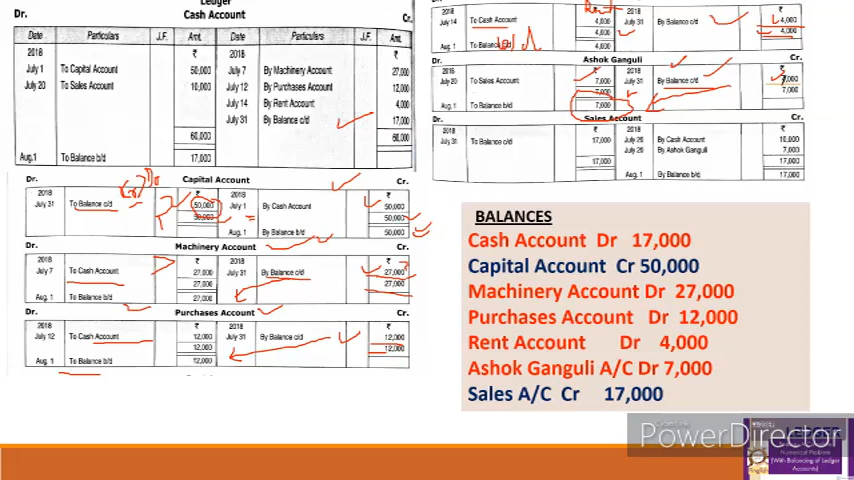 Ledger
Dr. Cash Account Cr.
Date Particulars J.F. Amt. Date Particulars J.F. Amt.
2018 ₹ 2018 ₹
July 1 To Capital Account 50,000 July 7 By Machinery Account 27,000
July 20 To Sales Account 10,000 July 12 By Purchases Account 12,000
July 14 By Rent Account 4,000
July 31 By Balance c/d 17,000
60,000 60,000
Aug.1 To Balance b/d 17,000
Dr. Capital Account Cr.
2018 ₹ 2018 ₹
July 31 To Balance c/d 50,000 July 1 By Cash Account 50,000
50,000 50,000
Aug. 1 By Balance b/d 50,000
Dr. Machinery Account Cr.
2018 ₹ 2018 ₹
July 7 To Cash Account 27,000 July 31 By Balance c/d 27,000
27,000 27,000
Aug. 1 To Balance b/d 27,000
Dr. Purchases Account Cr.
2018 ₹ 2018 ₹
July 12 To Cash Account 12,000 July 31 By Balance c/d 12,000
12,000 12,000
Aug. 1 To Balance b/d 12,000
Rent
2018 2018
July 14 To Cash Account 4,000 July 31 By Balance c/d 4,000
4,000 4,000
Aug. 1 To Balance b/d 4,000
Dr. Ashok Ganguli Cr.
2018 ₹ 2018 ₹
July 20 To Sales Account 7,000 July 31 By Balance c/d 7,000
7,000 7,000
Aug. 1 To Balance b/d 7,000
Dr. Sales Account Cr.
2018 ₹ 2018 ₹
July 31 To Balance c/d 17,000 July 20 By Cash Account 10,000
July 20 By Ashok Ganguli 7,000
17,000 17,000
Aug. 1 By Balance b/d 17,000
BALANCES
Cash Account Dr 17,000
Capital Account Cr 50,000
Machinery Account Dr 27,000
Purchases Account Dr 12,000
Rent Account Dr 4,000
Ashok Ganguli A/C Dr 7,000
Sales A/C Cr 17,000
PowerDirector
LEDGER
Numerical Problem
(With Balancing of Ledger
Accounts)